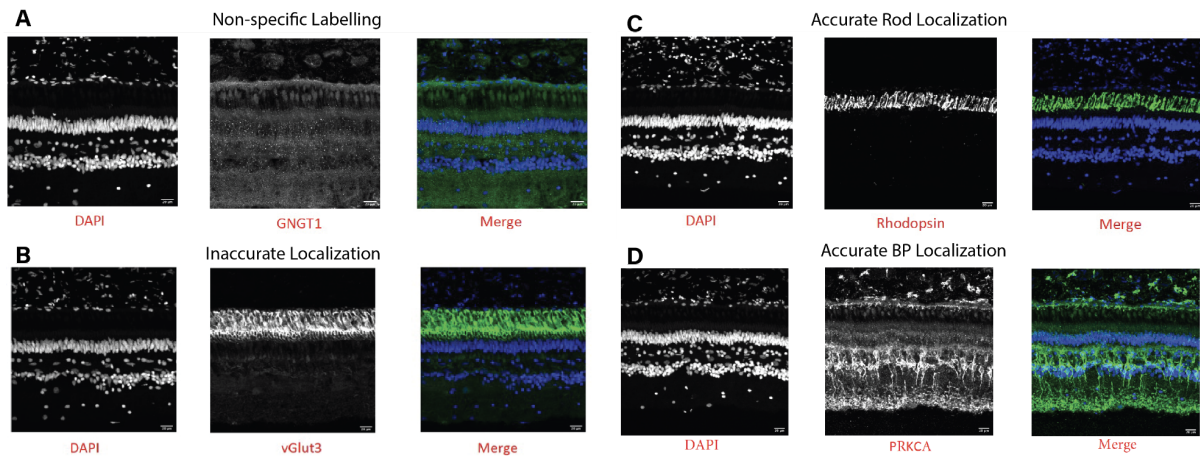 A
Non-specific Labelling
DAPI
GNGT1
Merge
B
Inaccurate Localization
DAPI
vGlut3
Merge
C
Accurate Rod Localization
DAPI
Rhodopsin
Merge
D
Accurate BP Localization
DAPI
PRKCA
Merge